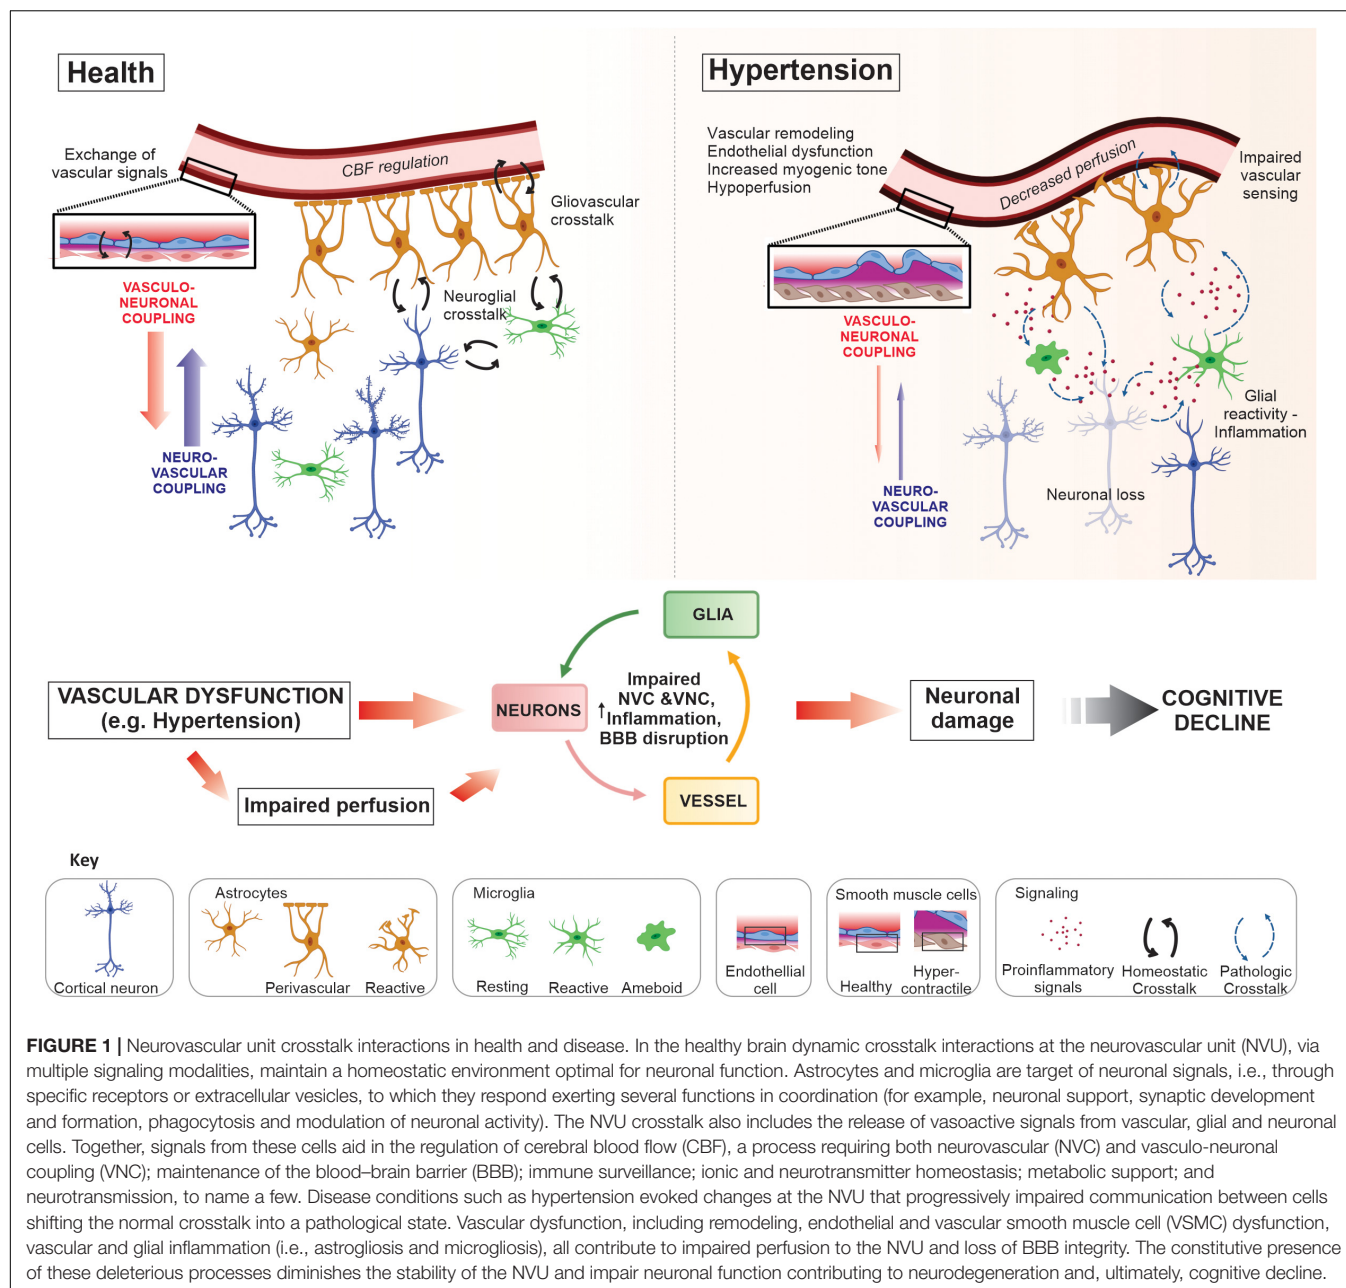 Health
Exchange of
vascular signals
CBF regulation
Gliovascular
crosstalk
Neuroglial
crosstalk
VASCULO-
NEURONAL
COUPLING
NEURO-
VASCULAR
COUPLING
Hypertension
Vascular remodeling
Endothelial dysfunction
Increased myogenic tone
Hypoperfusion
Decreased perfusion
Impaired
vascular
sensing
VASCULO-
NEURONAL
COUPLING
NEURO-
VASCULAR
COUPLING
Glial
reactivity -
Inflammation
Neuronal loss
VASCULAR DYSFUNCTION
(e.g. Hypertension)
Impaired perfusion
GLIA
NEURONS
VESSEL
Impaired
NVC &VNC,
↑Inflammation,
BBB disruption
Neuronal
damage
COGNITIVE
DECLINE
Key
Cortical neuron
Astrocytes
Perivascular
Reactive
Microglia
Resting
Reactive
Ameboid
Endothellial
cell
Smooth muscle cells
Healthy
Hyper-
contractile
Signaling
Proinflammatory
signals
Homeostatic
Crosstalk
Pathologic
Crosstalk
FIGURE 1 | Neurovascular unit crosstalk interactions in health and disease. In the healthy brain dynamic crosstalk interactions at the neurovascular unit (NVU), via
multiple signaling modalities, maintain a homeostatic environment optimal for neuronal function. Astrocytes and microglia are target of neuronal signals, i.e., through
specific receptors or extracellular vesicles, to which they respond exerting several functions in coordination (for example, neuronal support, synaptic development
and formation, phagocytosis and modulation of neuronal activity). The NVU crosstalk also includes the release of vasoactive signals from vascular, glial and neuronal
cells. Together, signals from these cells aid in the regulation of cerebral blood flow (CBF), a process requiring both neurovascular (NVC) and vasculo-neuronal
coupling (VNC); maintenance of the blood–brain barrier (BBB); immune surveillance; ionic and neurotransmitter homeostasis; metabolic support; and
neurotransmission, to name a few. Disease conditions such as hypertension evoked changes at the NVU that progressively impaired communication between cells
shifting the normal crosstalk into a pathological state. Vascular dysfunction, including remodeling, endothelial and vascular smooth muscle cell (VSMC) dysfunction,
vascular and glial inflammation (i.e., astrogliosis and microgliosis), all contribute to impaired perfusion to the NVU and loss of BBB integrity. The constitutive presence
of these deleterious processes diminishes the stability of the NVU and impair neuronal function contributing to neurodegeneration and, ultimately, cognitive decline.